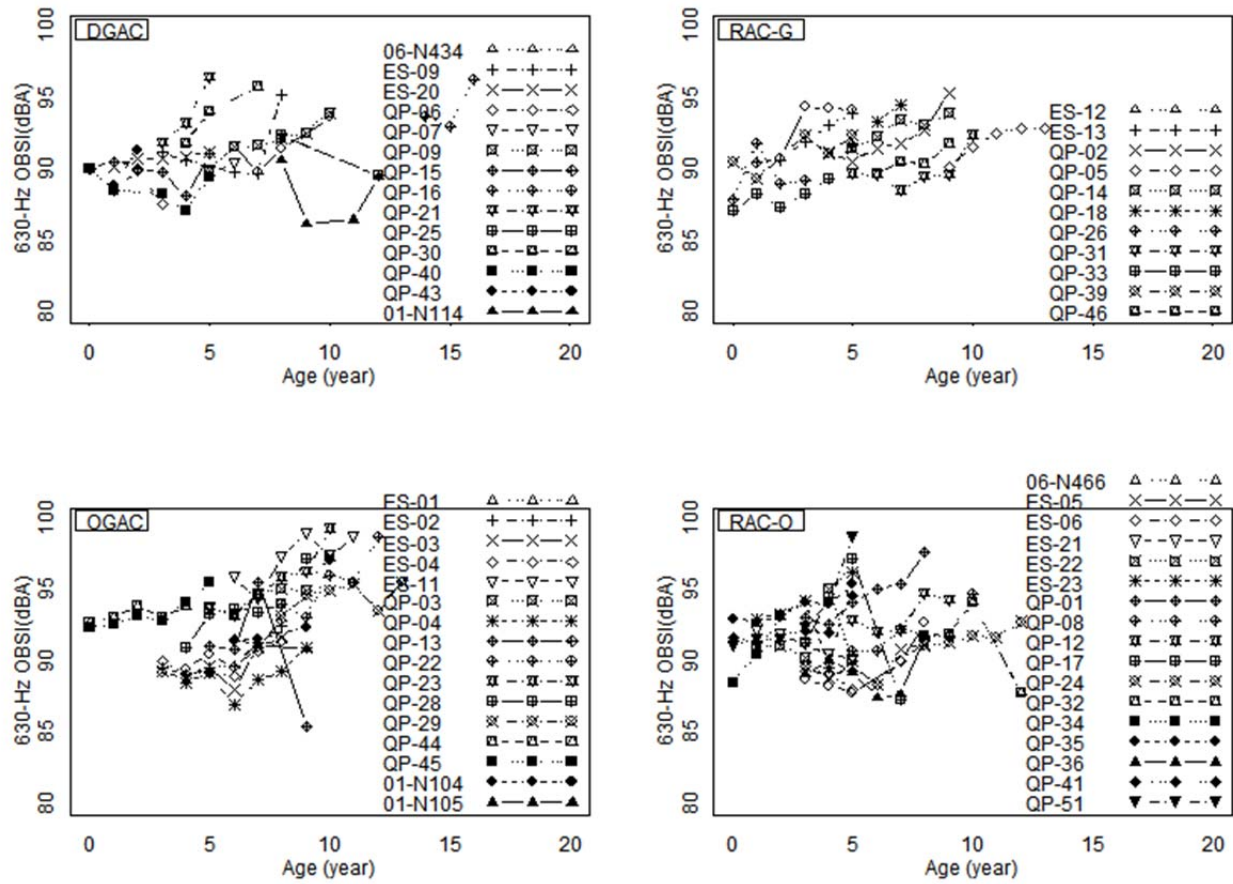 DGAC
630-Hz OBSI(dBA)
100
95
90
85
80
06-N434
ES-09
ES-20
QP-06
QP-07
QP-09
QP-15
QP-16
QP-21
QP-25
QP-30
QP-40
QP-43
01-N114
0 5 10 15 20
Age (year)
RAC-G
630-Hz OBSI(dBA)
100
95
90
85
80
ES-12
ES-13
QP-02
QP-05
QP-14
QP-18
QP-26
QP-31
QP-33
QP-39
QP-46
0 5 10 15 20
Age (year)
OGAC
630-Hz OBSI(dBA)
100
95
90
85
80
ES-01
ES-02
ES-03
ES-04
ES-11
QP-03
QP-04
QP-13
QP-22
QP-23
QP-28
QP-29
QP-44
QP-45
01-N104
01-N105
0 5 10 15 20
Age (year)
RAC-O
630-Hz OBSI(dBA)
100
95
90
85
80
06-N466
ES-05
ES-06
ES-21
ES-22
ES-23
QP-01
QP-08
QP-12
QP-17
QP-24
QP-32
QP-34
QP-35
QP-36
QP-41
QP-51
0 5 10 15 20
Age (year)